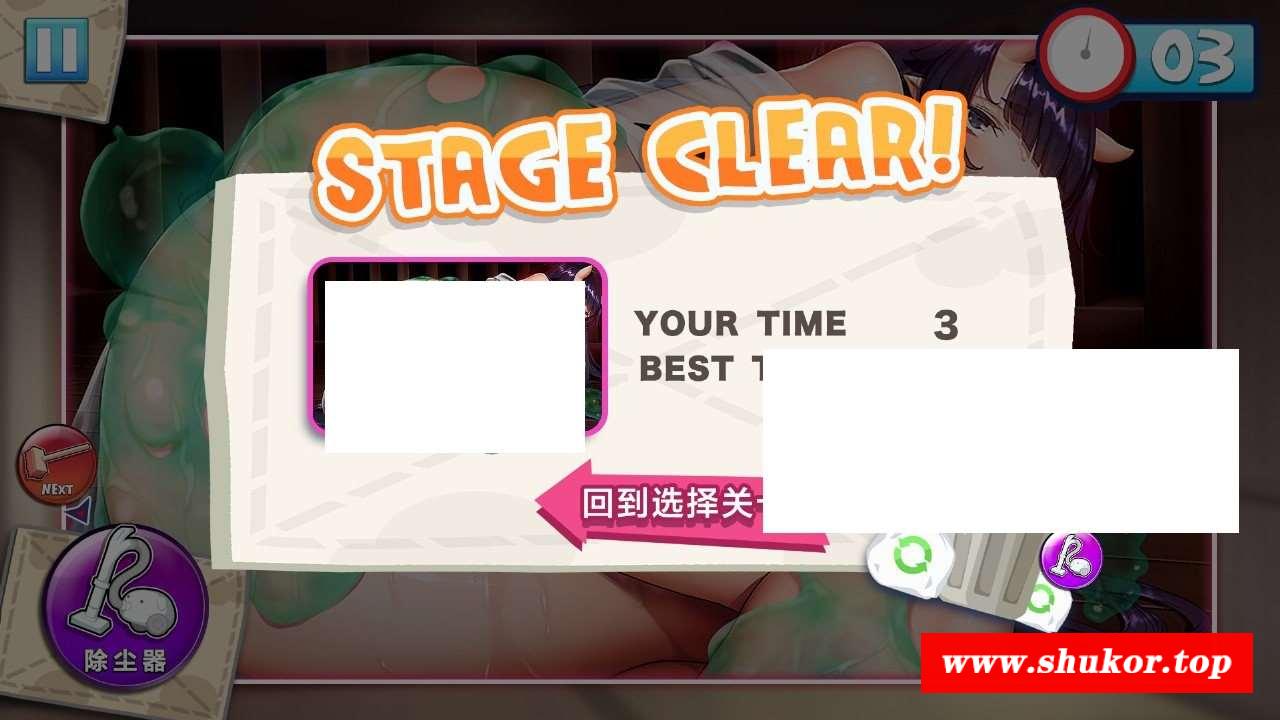 03
STAGE CLEAR!
YOUR TIME 3
BEST
回到选择关
NEXT
除尘器
www.shukor.top